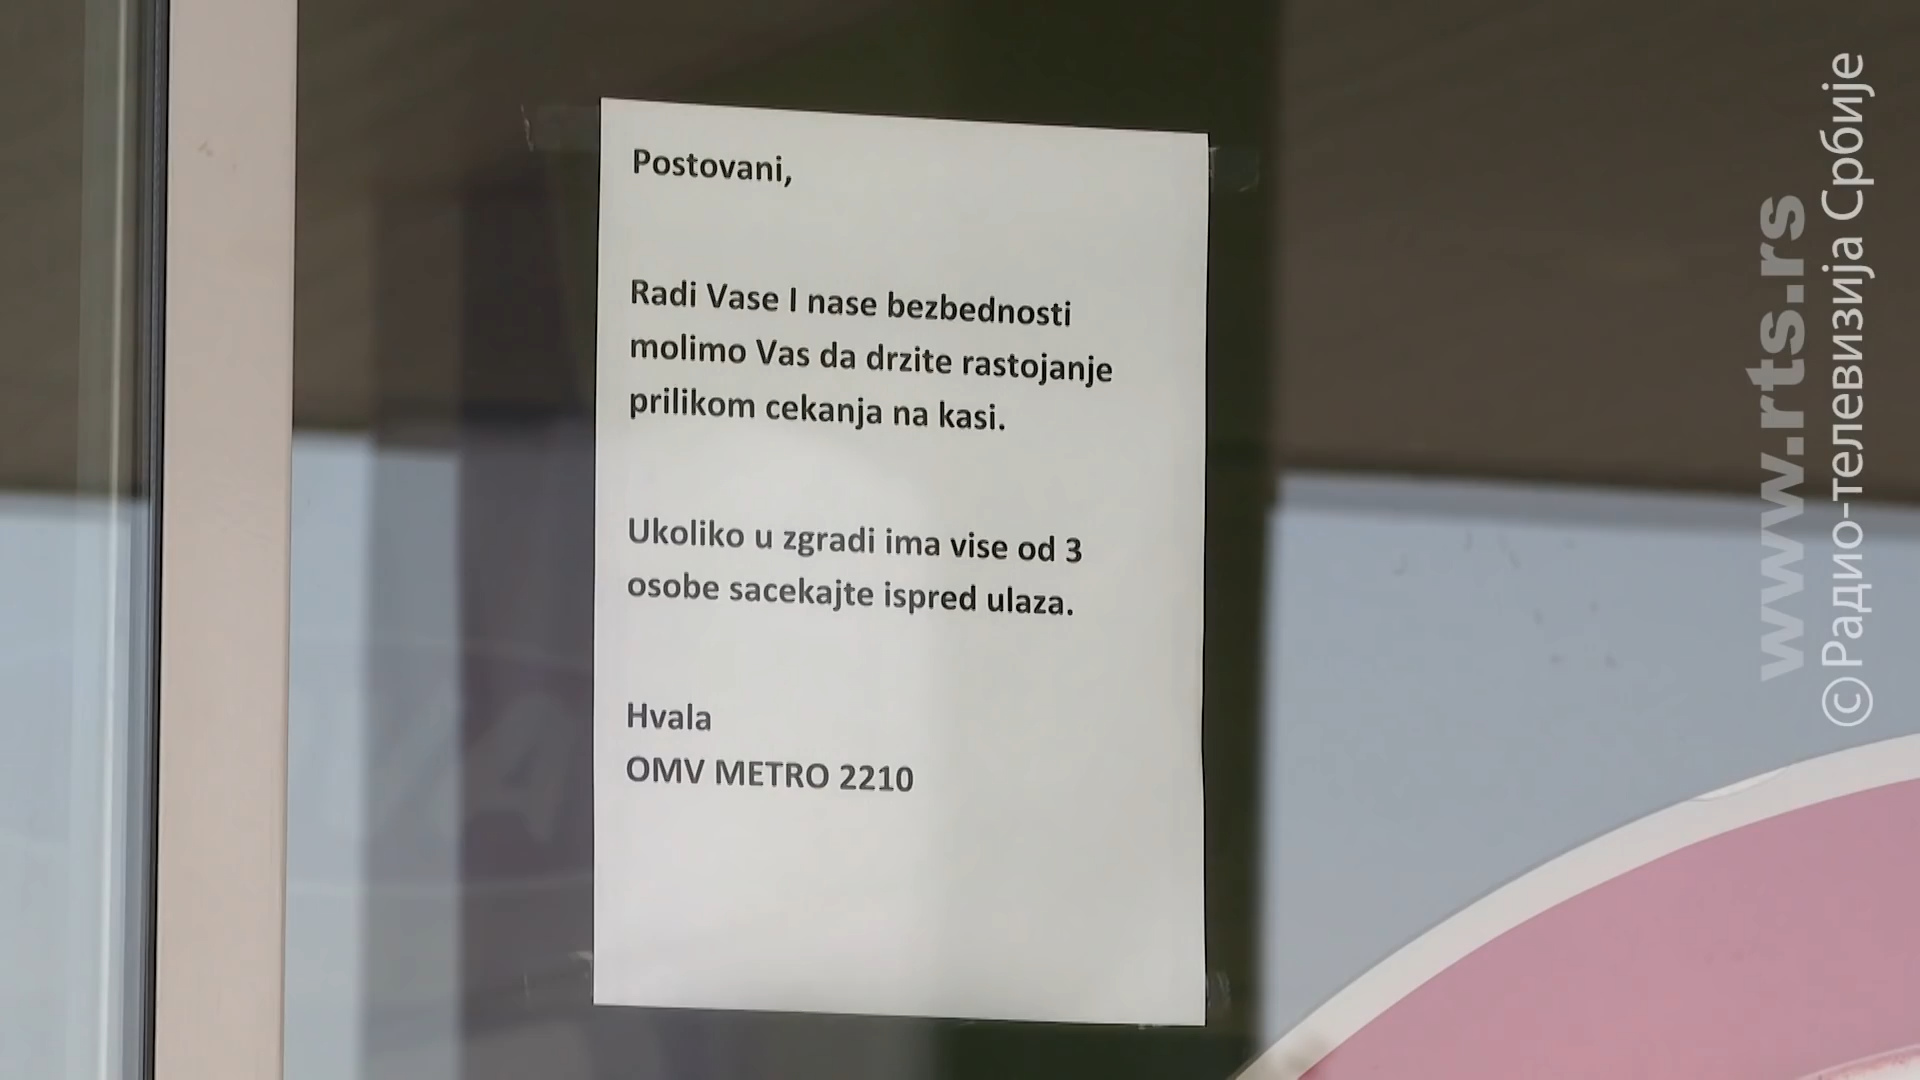 Postovani,
Radi Vase I nase bezbednosti
molimo Vas da drzite rastojanje
prilikom cekanja na kasi.
Ukoliko u zgradi ima vise od 3
osobe sacekajte ispred ulaza.
Hvala
OMV METRO 2210
www.rts.rs
© Радио-телевизија Србије